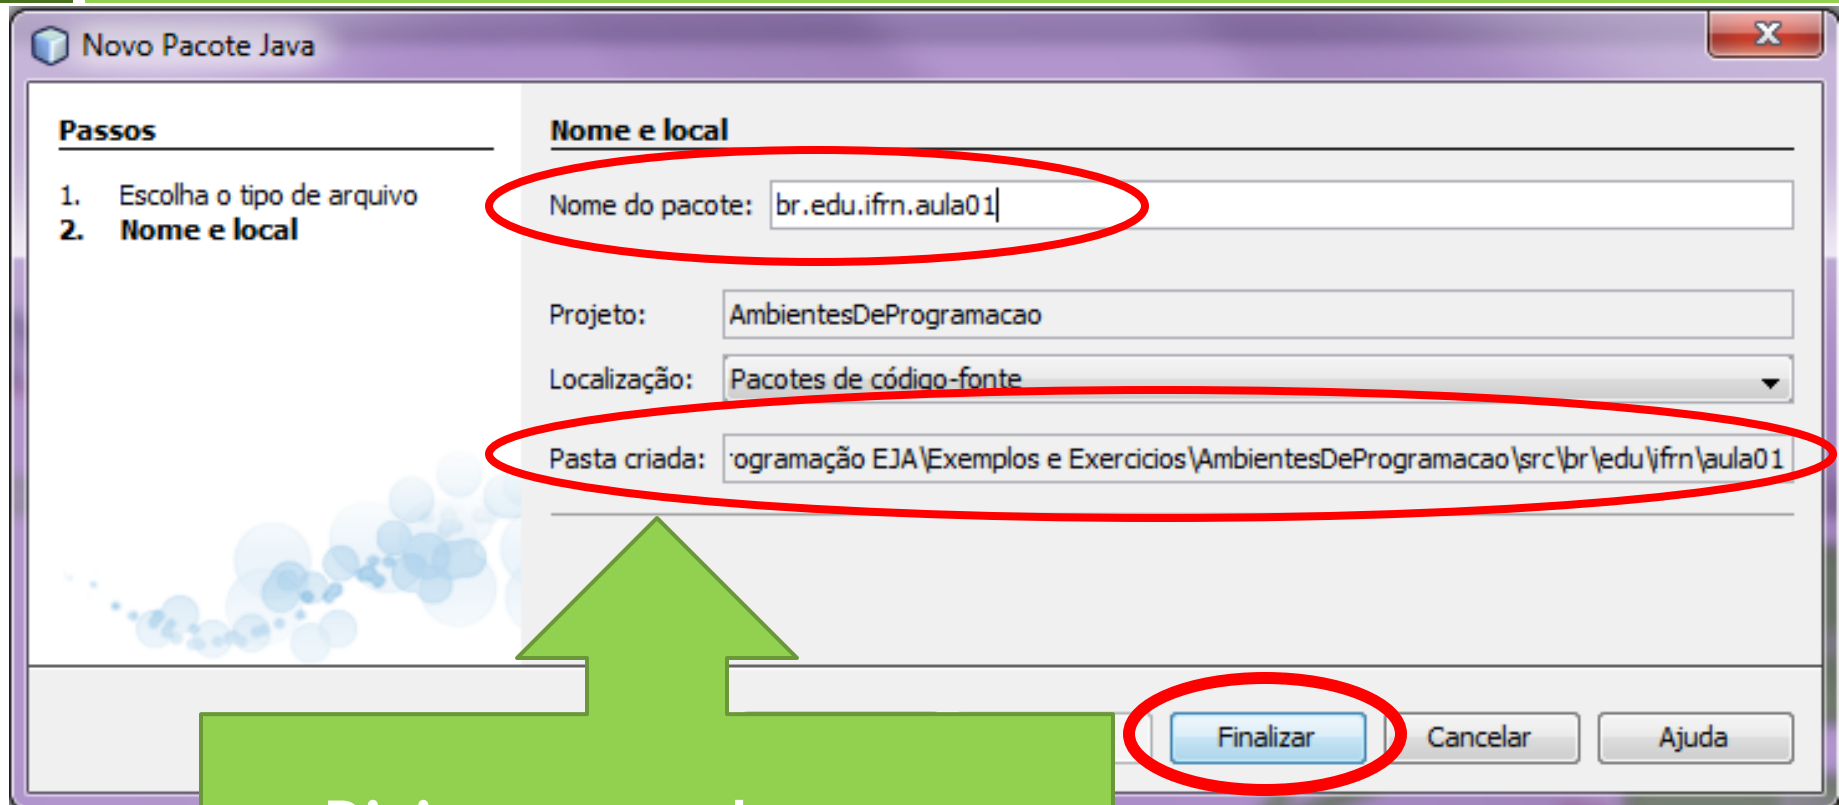 Novo Pacote Java
x
Passos
1. Escolha o tipo de arquivo
2. Nome e local
Nome e local
Nome do pacote: br.edu.ifrn.aula01
Projeto: AmbientesDeProgramacao
Localização: Pacotes de código-fonte
Pasta criada: ogramação EJA\Exemplos e Exercicios\AmbientesDeProgramacao\src\br\edu\ifrn\aula01
Finalizar Cancelar Ajuda